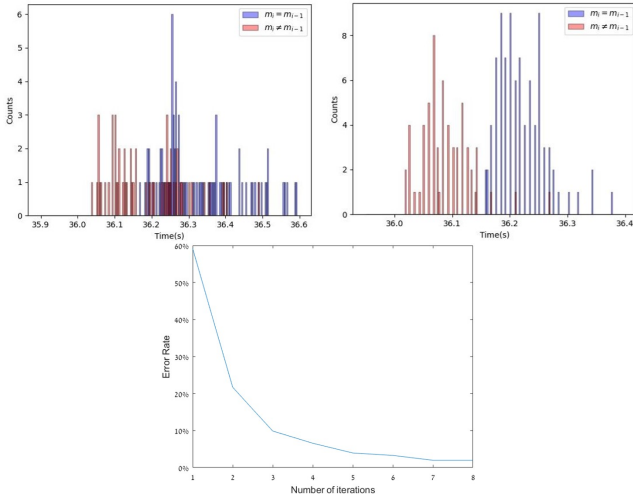 6
5
4
3
2
1
0
Counts
35.9 36.0 36.1 36.2 36.3 36.4 36.5 36.6
Time(s)
mᵢ = mᵢ₋₁
mᵢ ≠ mᵢ₋₁
8
6
4
2
0
Counts
36.0 36.1 36.2 36.3 36.4
Time(s)
mᵢ = mᵢ₋₁
mᵢ ≠ mᵢ₋₁
60%
50%
40%
30%
20%
10%
0%
Error Rate
1 2 3 4 5 6 7 8
Number of iterations